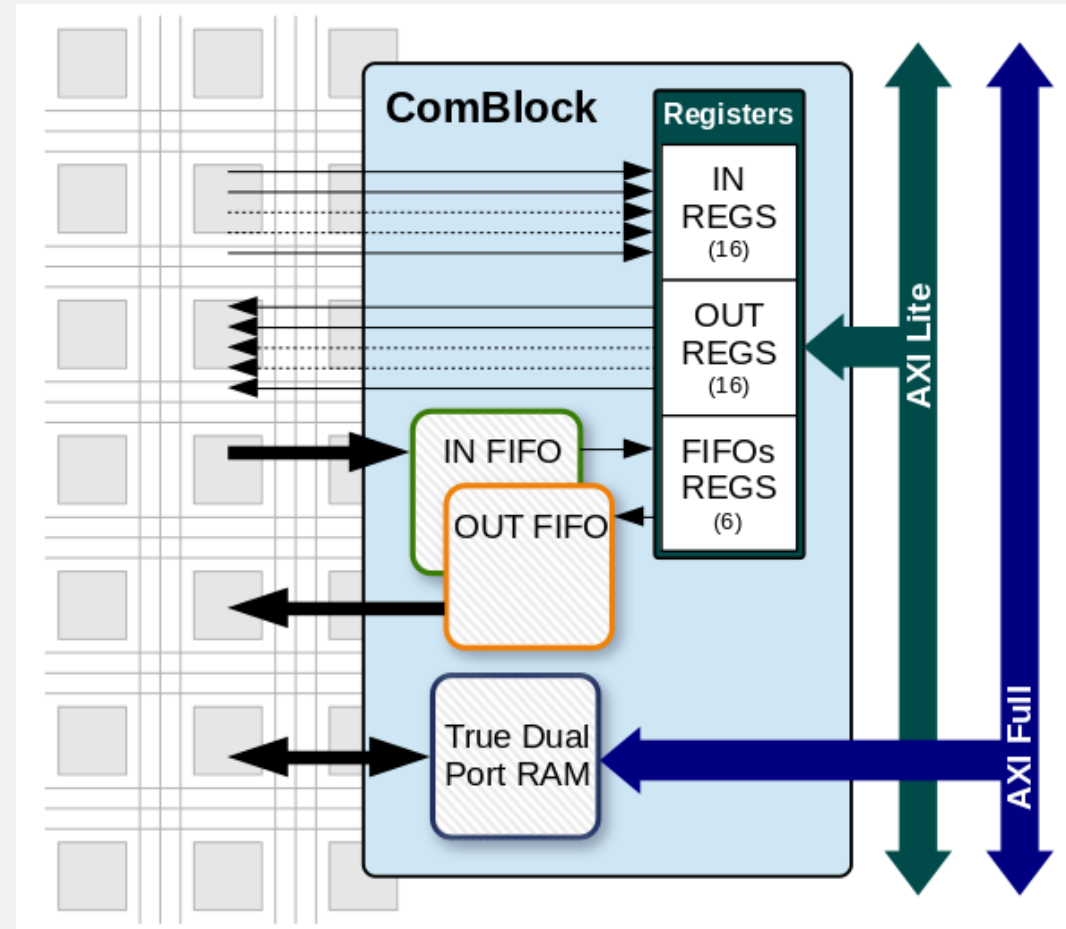 ComBlock
Registers
IN
REGS
(16)
OUT
REGS
(16)
FIFOs
REGS
(6)
IN FIFO
OUT FIFO
True Dual
Port RAM
AXI Lite
AXI Full